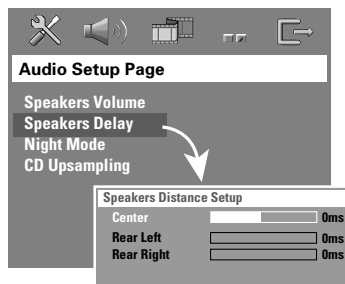 Audio Setup Page
Speakers Volume
Speakers Delay
Night Mode
CD Upsampling
Speakers Distance Setup
Center 0ms
Rear Left 0ms
Rear Right 0ms